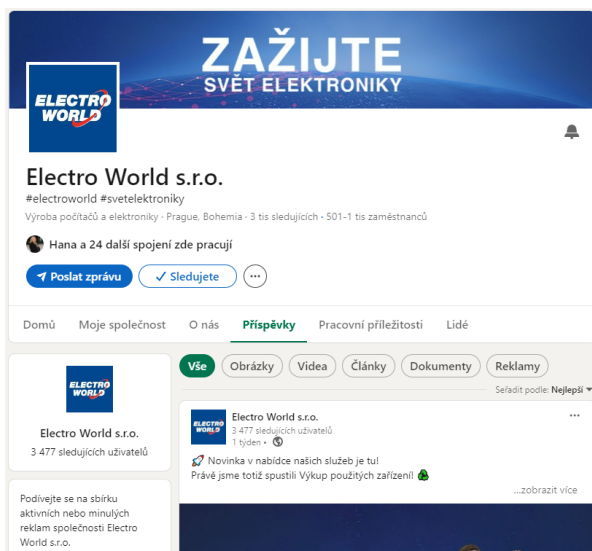 ZAŽIJTE
SVĚT ELEKTRONIKY
ELECTRO
WORLD
Electro World s.r.o.
#electroworld #svetelektroniky
Výroba počítačů a elektroniky · Prague, Bohemia · 3 tis sledujících · 501-1 tis zaměstnanců
Hana a 24 další spojení zde pracují
Poslat zprávu
Sledujete
Domů
Moje společnost
O nás
Příspěvky
Pracovní příležitosti
Lidé
ELECTRO
WORLD
Electro World s.r.o.
3 477 sledujících uživatelů
Podívejte se na sbírku
aktivních nebo minulých
reklam společnosti Electro
World s.r.o.
Vše
Obrázky
Videa
Články
Dokumenty
Reklamy
Seřadit podle: Nejlepší
ELECTRO
WORLD
Electro World s.r.o.
3 477 sledujících uživatelů
1 týden •
🚀 Novinka v nabídce našich služeb je tu!
Právě jsme totiž spustili Výkup použitých zařízení! ♻
...zobrazit více